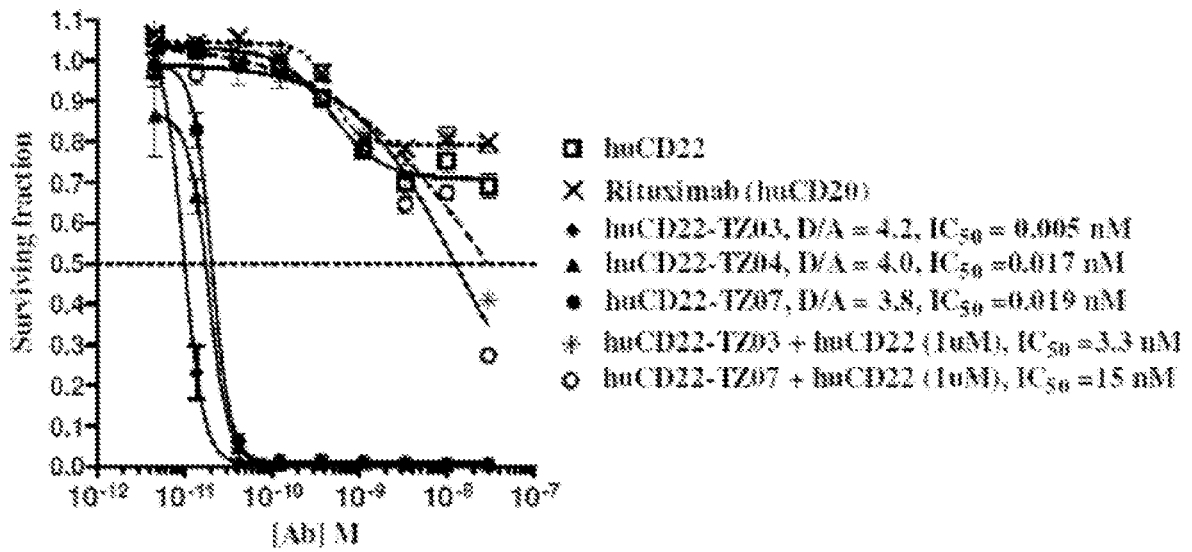 1.1
1.0
0.9
0.8
0.7
0.6
0.5
0.4
0.3
0.2
0.1
0.0
Surviving fraction
10⁻¹² 10⁻¹¹ 10⁻¹⁰ 10⁻⁹ 10⁻⁸ 10⁻⁷
[Ab] M
huCD22
Rituximab (huCD20)
huCD22-TZ03, D/A = 4.2, IC₅₀ = 0.005 nM
huCD22-TZ04, D/A = 4.0, IC₅₀ =0.017 nM
huCD22-TZ07, D/A = 3.8, IC₅₀ =0.019 nM
huCD22-TZ03 + huCD22 (1uM), IC₅₀ =3.3 nM
huCD22-TZ07 + huCD22 (1uM), IC₅₀ =15 nM